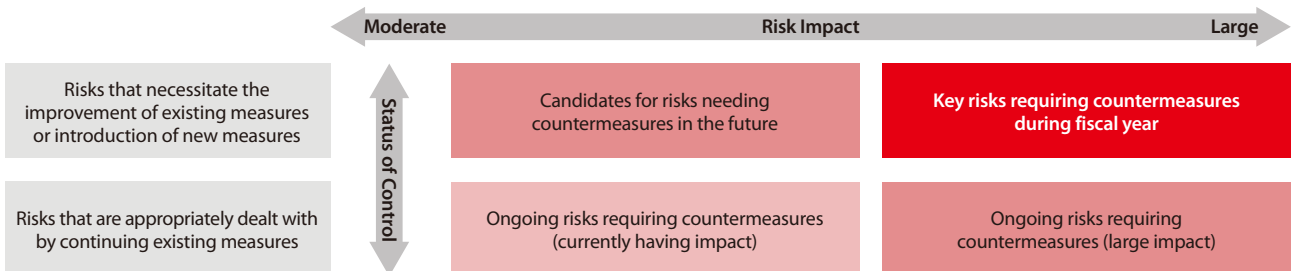 Moderate Risk Impact Large
Risks that necessitate the
improvement of existing measures
or introduction of new measures
Status of Control
Candidates for risks needing
countermeasures in the future
Key risks requiring countermeasures
during fiscal year
Risks that are appropriately dealt with
by continuing existing measures
Ongoing risks requiring countermeasures
(currently having impact)
Ongoing risks requiring
countermeasures (large impact)